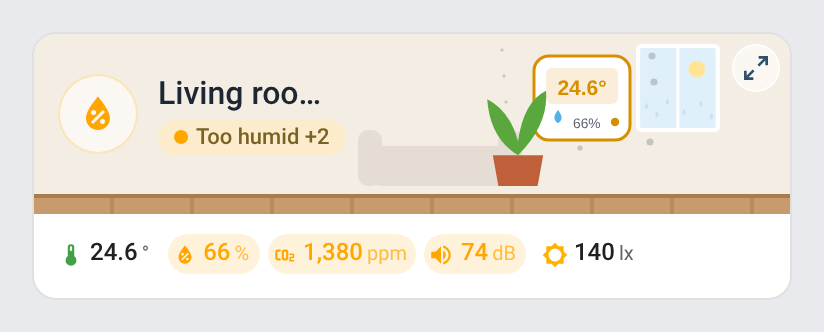 Living roo...
Too humid +2
24.6°
66%
24.6 °
66 %
CO₂ 1,380 ppm
74 dB
140 lx